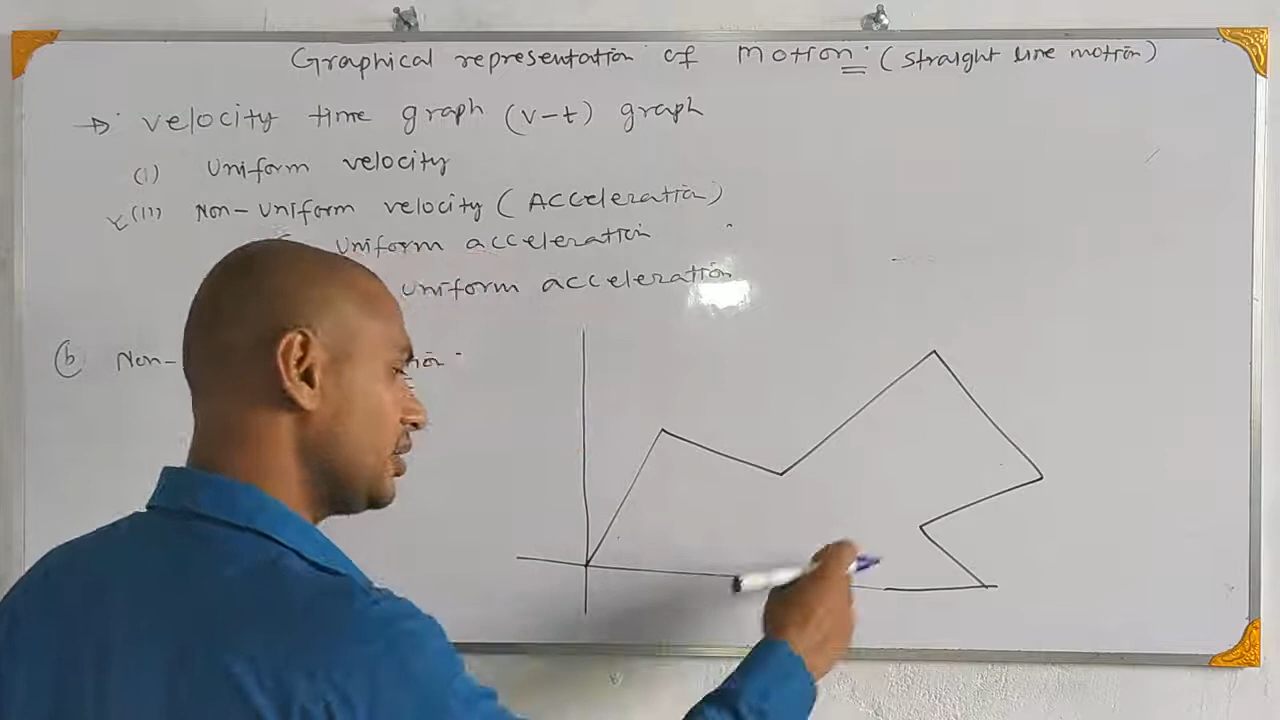 Graphical representation of motion: (straight line motion)
→ velocity time graph (v-t) graph
(i) Uniform velocity
(ii) Non-Uniform velocity (Acceleration)
Uniform acceleration
Uniform acceleration
(b) Non-